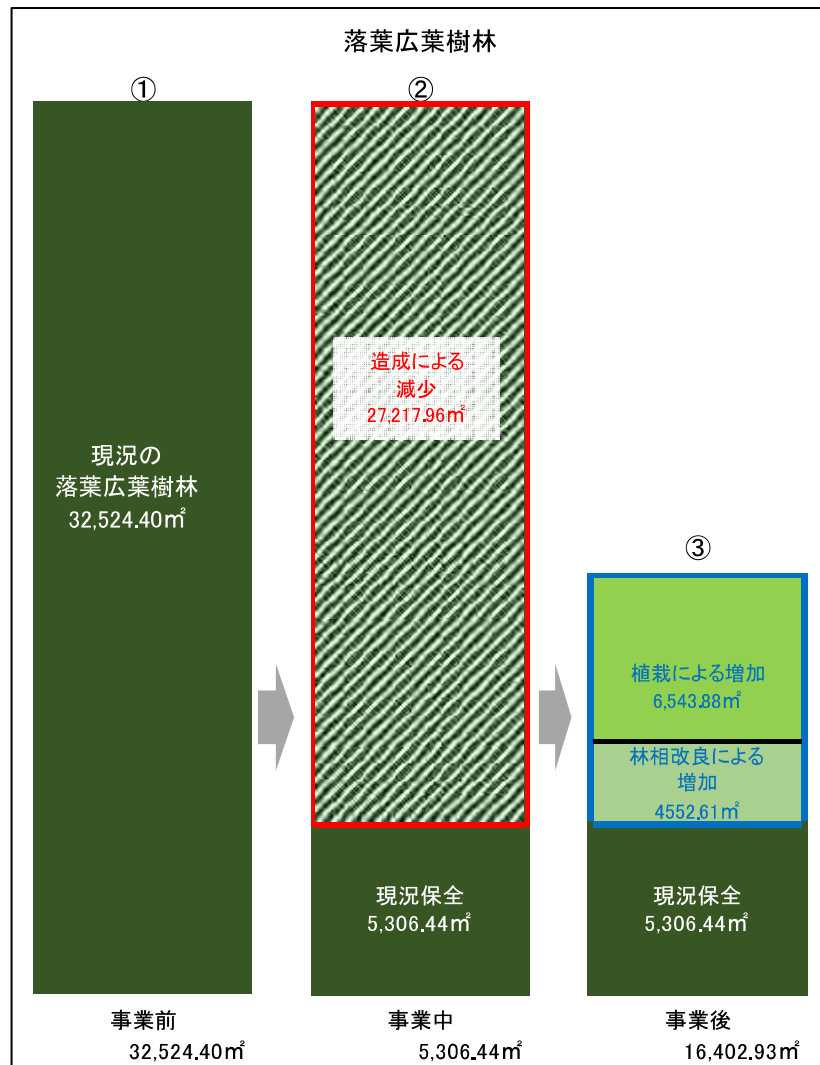 落葉広葉樹林
①
②
造成による
減少
27,217.96㎡
現況の
落葉広葉樹林
32,524.40㎡
③
植栽による増加
6,543.88㎡
林相改良による
増加
4552.61㎡
現況保全
5,306.44㎡
現況保全
5,306.44㎡
事業前
32,524.40㎡
事業中
5,306.44㎡
事業後
16,402.93㎡